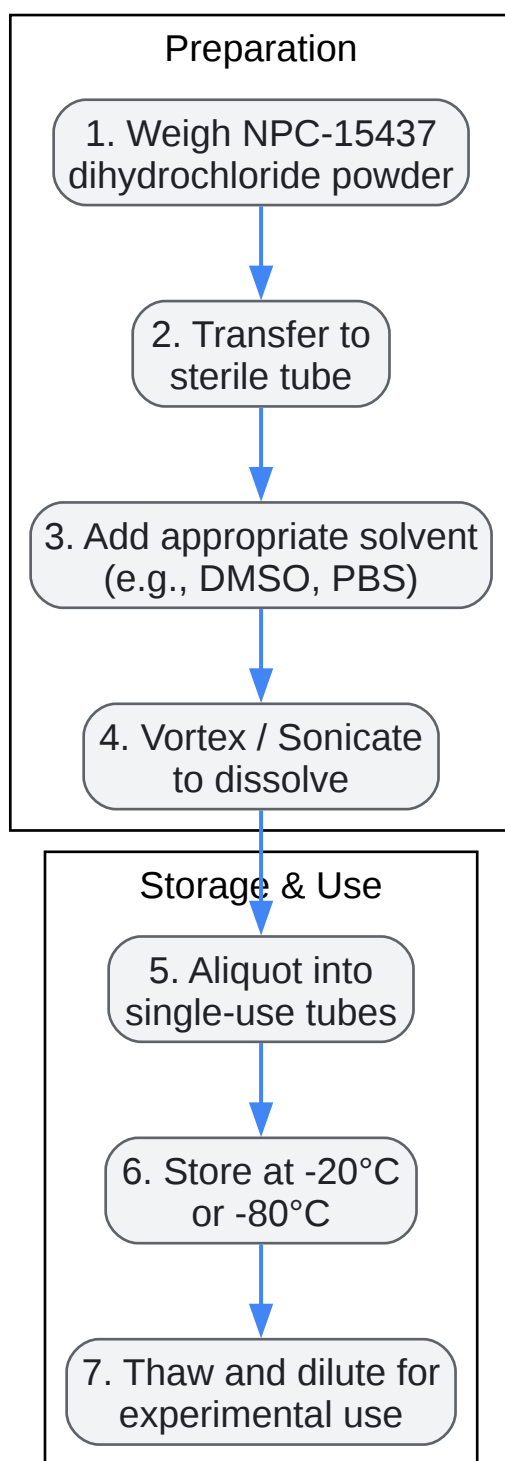 Preparation
1. Weigh NPC-15437
dihydrochloride powder
2. Transfer to
sterile tube
3. Add appropriate solvent
(e.g., DMSO, PBS)
4. Vortex / Sonicate
to dissolve
Storage & Use
5. Aliquot into
single-use tubes
6. Store at -20°C
or -80°C
7. Thaw and dilute for
experimental use